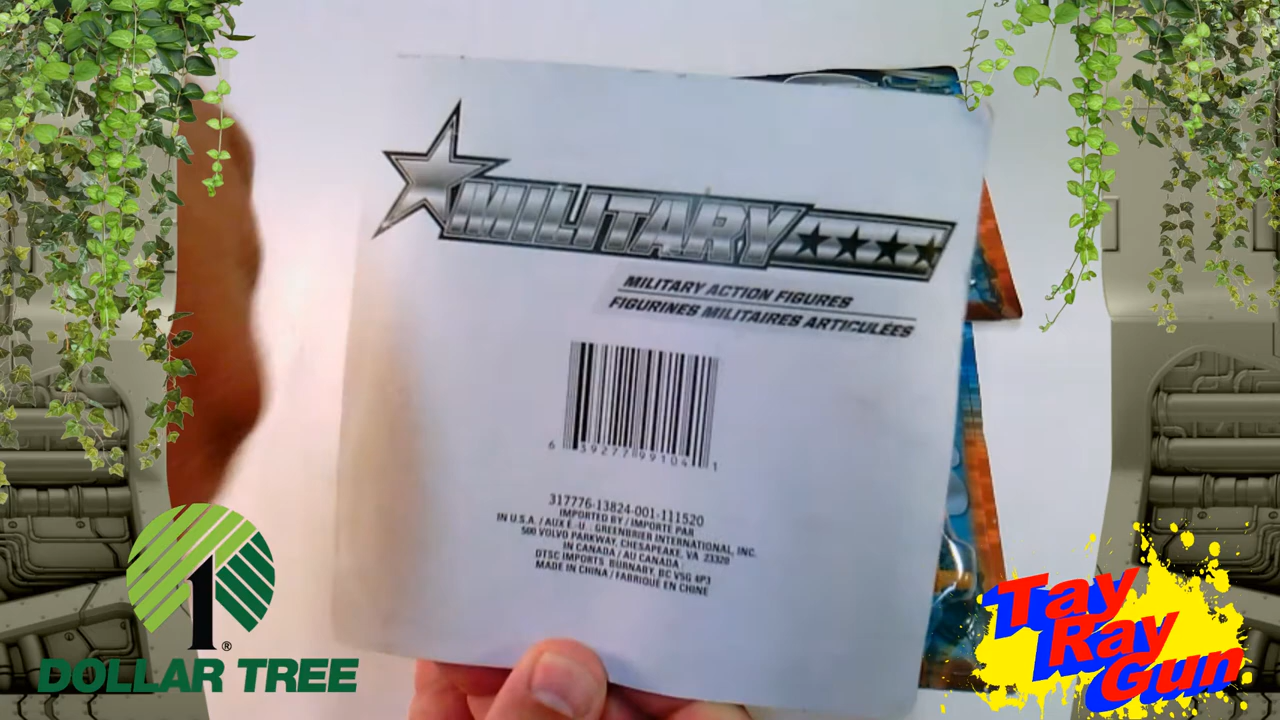 MILITARY
MILITARY ACTION FIGURES
FIGURINES MILITAIRES ARTICULÉES
6 39277 99104 1
317776-13824-001-111520
IMPORTED BY / IMPORTE PAR
IN U.S.A. / AUX É.-U.: GREENBRIER INTERNATIONAL, INC.
500 VOLVO PARKWAY, CHESAPEAKE, VA 23320
IN CANADA / AU CANADA:
DTSC IMPORTS BURNABY, BC V5G 4P3
MADE IN CHINA / FABRIQUÉ EN CHINE
1
®
DOLLAR TREE
Tay
Ray
Gun